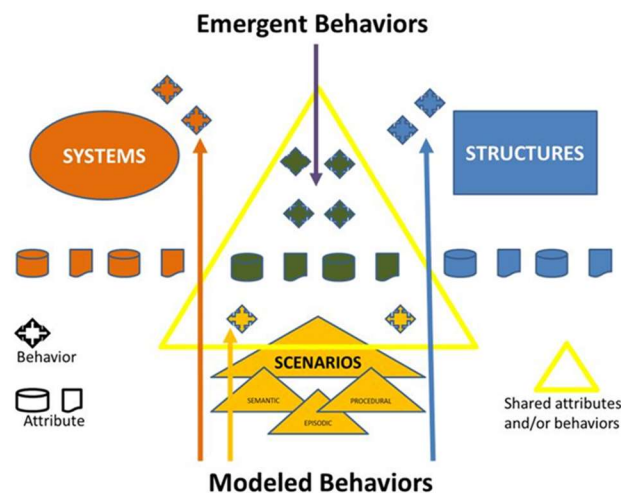 Emergent Behaviors
SYSTEMS
STRUCTURES
Behavior
Attribute
SCENARIOS
SEMANTIC
PROCEDURAL
EPISODIC
Shared attributes
and/or behaviors
Modeled Behaviors